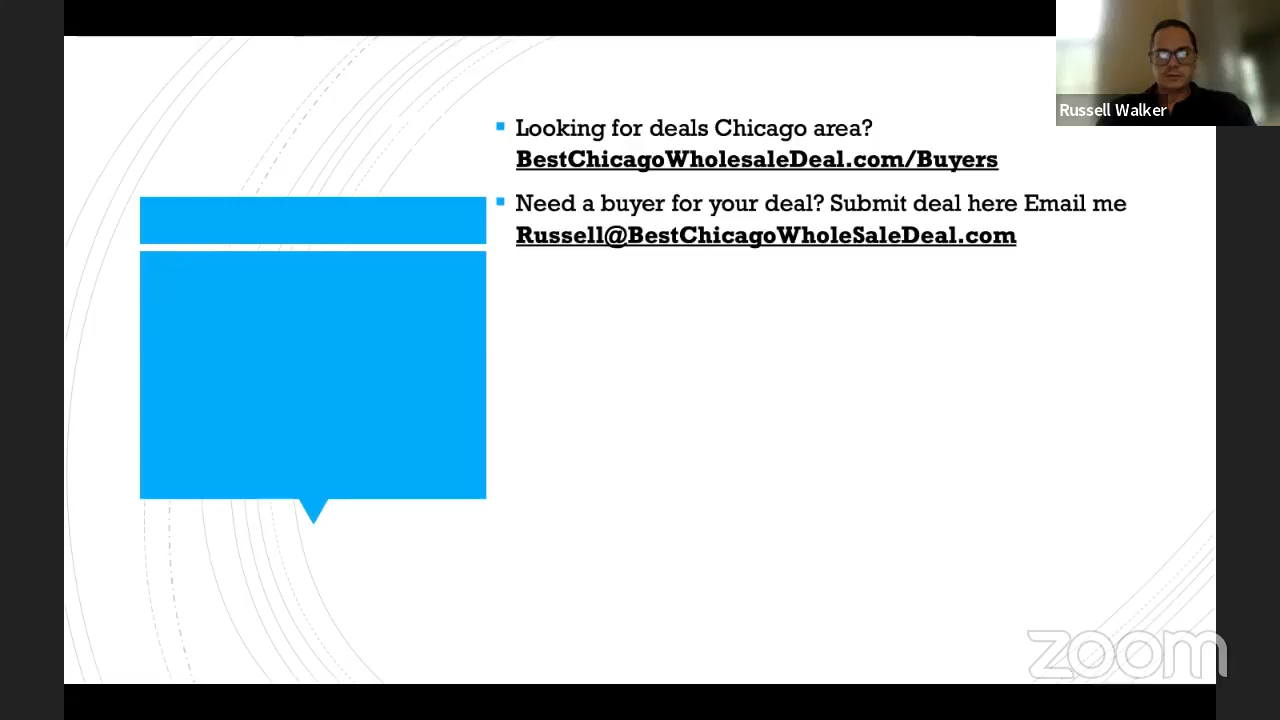 Russell Walker
Looking for deals Chicago area?
BestChicagoWholesaleDeal.com/Buyers
Need a buyer for your deal? Submit deal here Email me
Russell@BestChicagoWholeSaleDeal.com
zoom